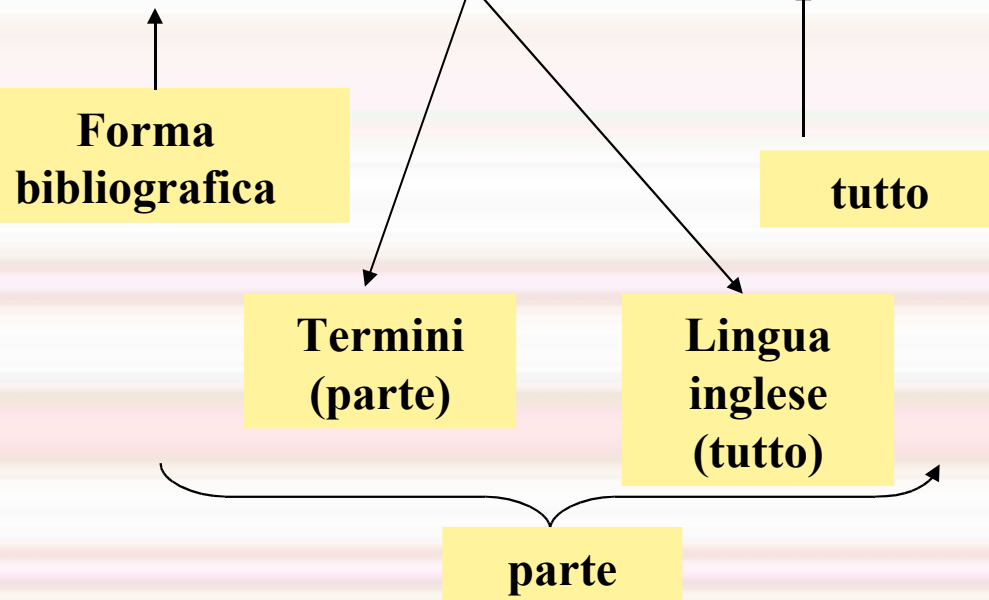 Forma
bibliografica
tutto
Termini
(parte)
Lingua
inglese
(tutto)
parte